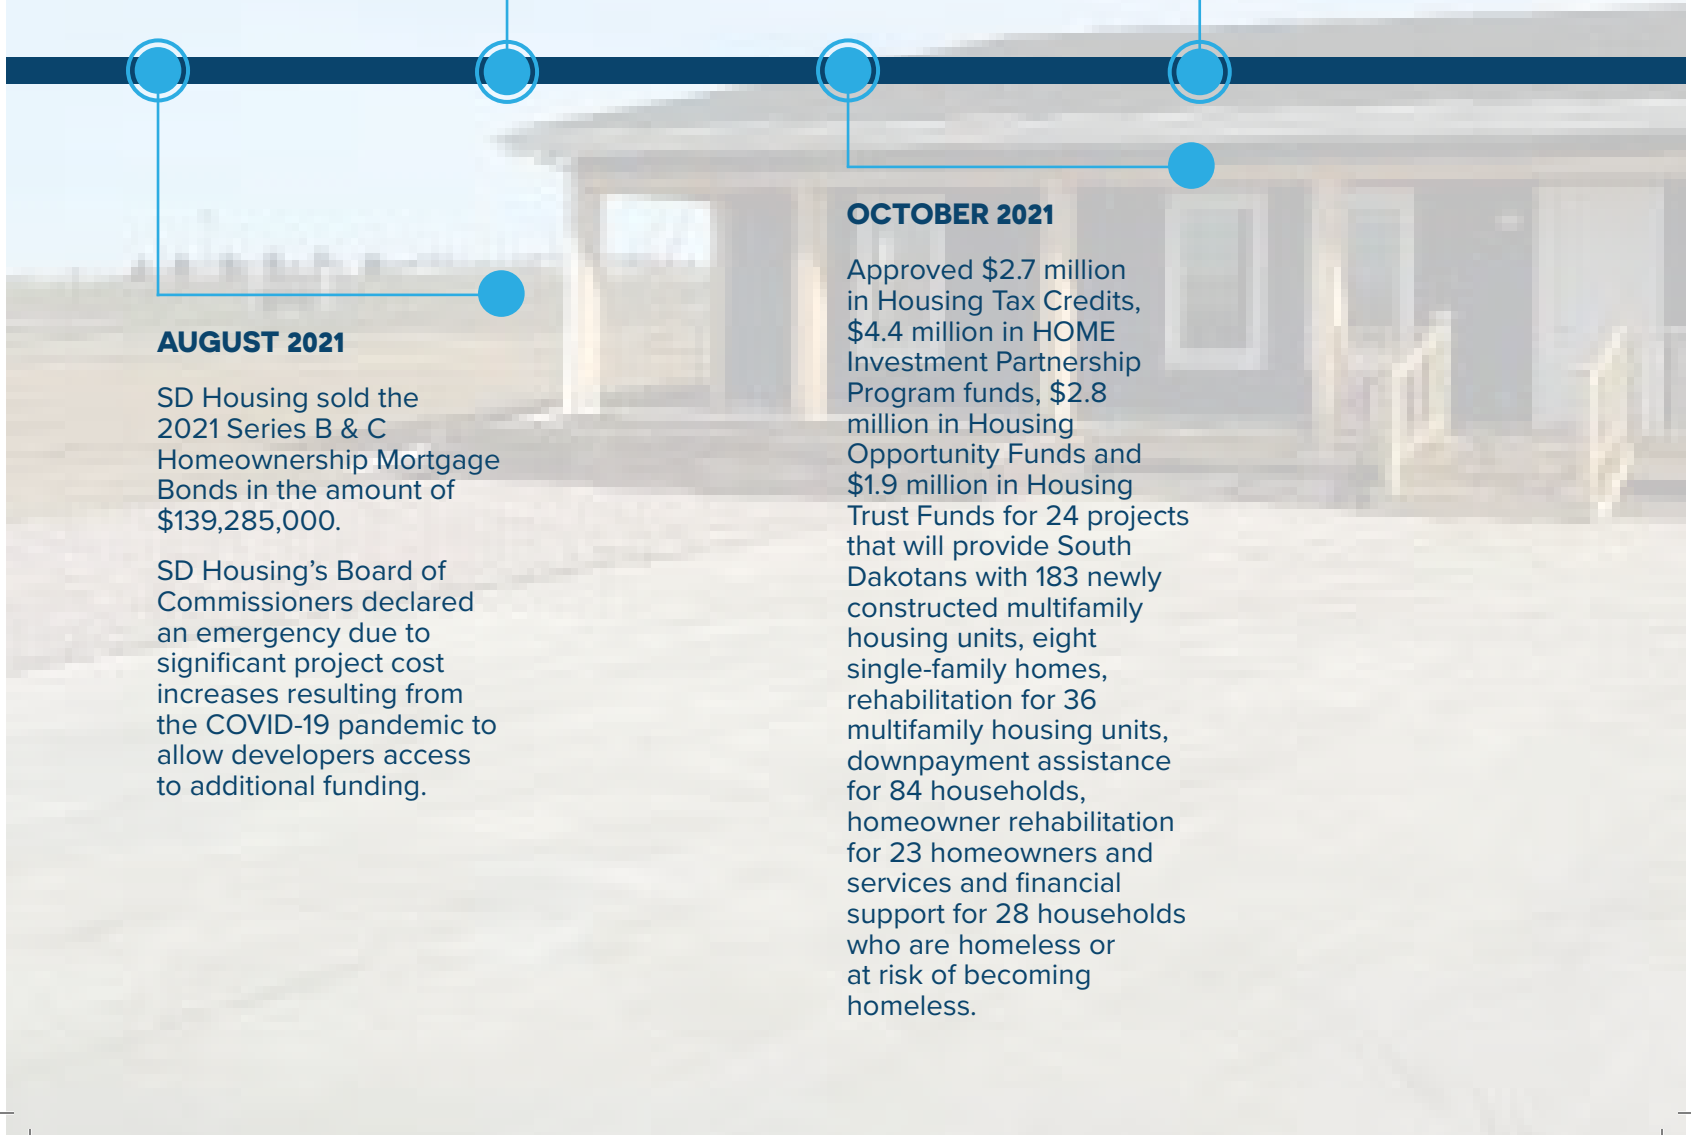 AUGUST 2021
SD Housing sold the
2021 Series B & C
Homeownership Mortgage
Bonds in the amount of
$139,285,000.
SD Housing’s Board of
Commissioners declared
an emergency due to
significant project cost
increases resulting from
the COVID-19 pandemic to
allow developers access
to additional funding.
OCTOBER 2021
Approved $2.7 million
in Housing Tax Credits,
$4.4 million in HOME
Investment Partnership
Program funds, $2.8
million in Housing
Opportunity Funds and
$1.9 million in Housing
Trust Funds for 24 projects
that will provide South
Dakotans with 183 newly
constructed multifamily
housing units, eight
single-family homes,
rehabilitation for 36
multifamily housing units,
downpayment assistance
for 84 households,
homeowner rehabilitation
for 23 homeowners and
services and financial
support for 28 households
who are homeless or
at risk of becoming
homeless.